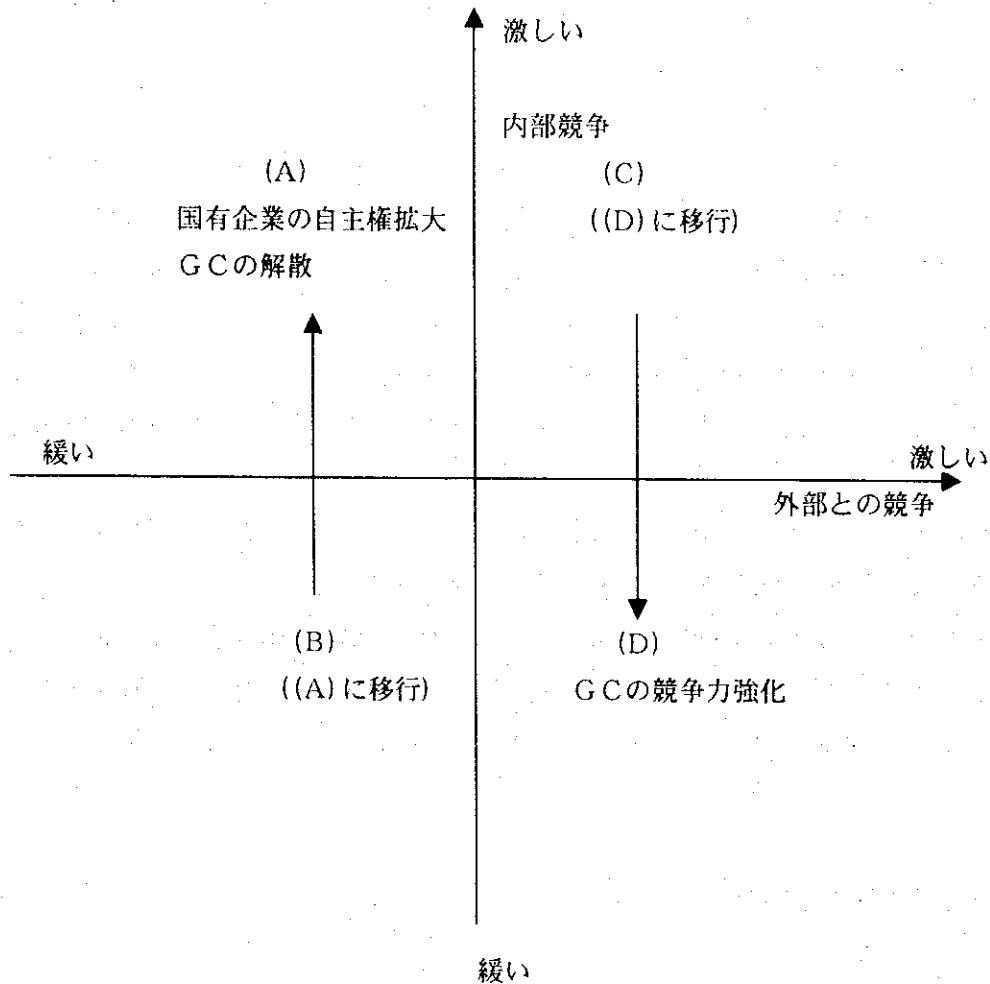 激しい
内部競争
(A)
国有企業の自主権拡大
GCの解散
(C)
((D)に移行)
緩い
激しい
外部との競争
(B)
((A)に移行)
(D)
GCの競争力強化
緩い